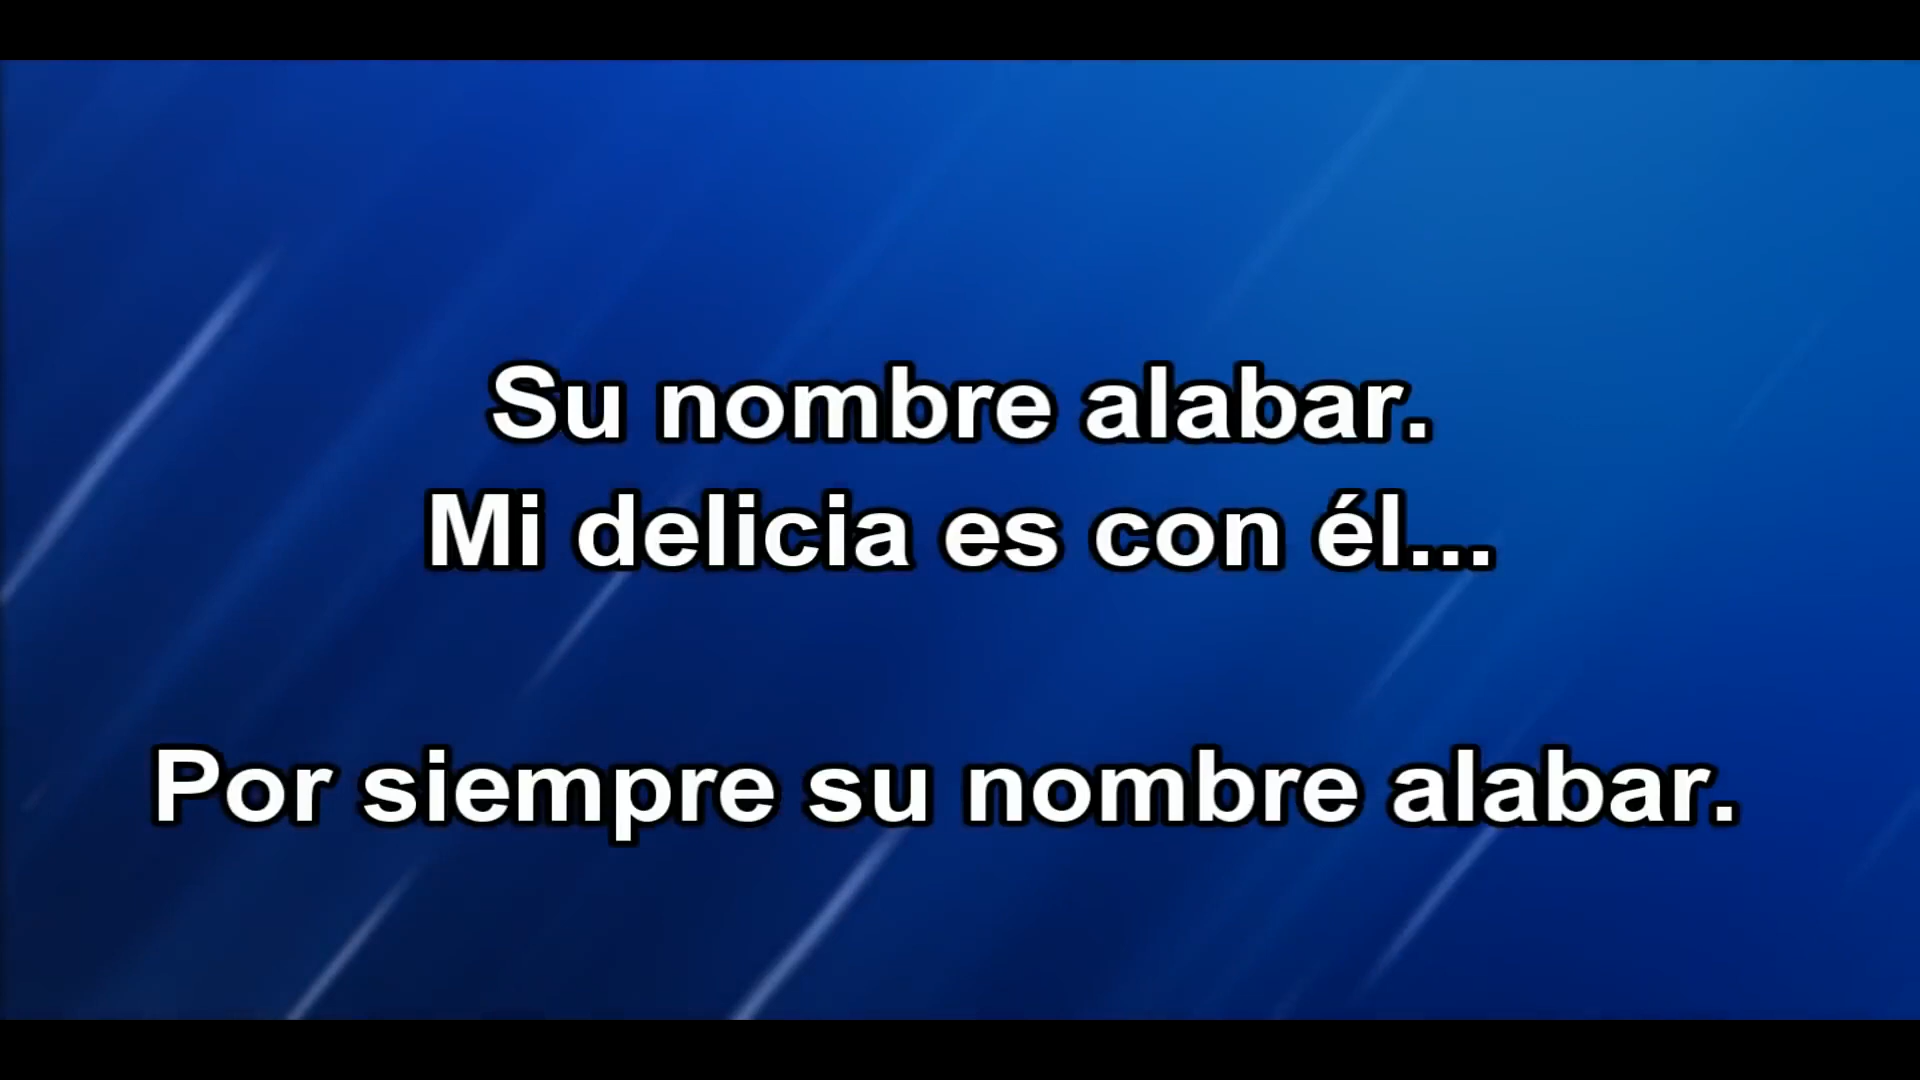 Su nombre alabar.
Mi delicia es con él...
Por siempre su nombre alabar.